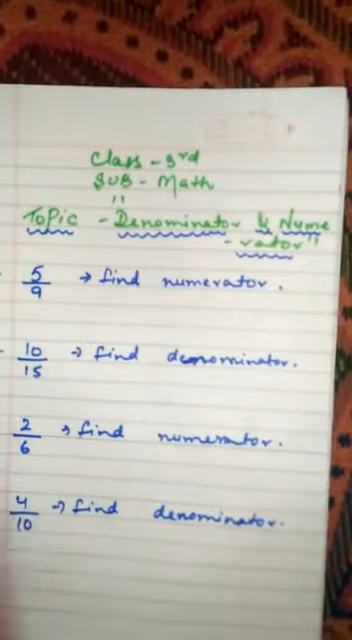 Class - 3rd
SUB - Math
Topic - "Denominator & Nume
- rator"
5/9 → find numerator.
10/15 → find denominator.
2/6 → find numerator.
4/10 → find denominator.